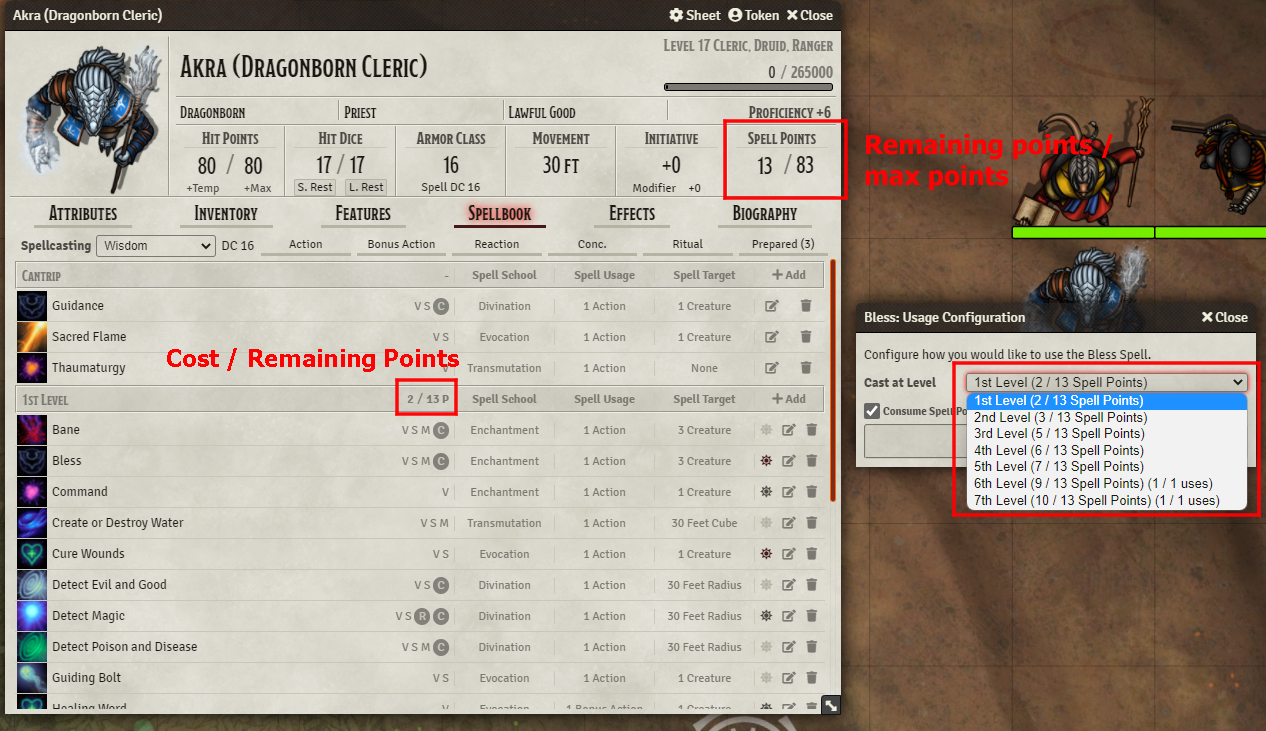 Akra (Dragonborn Cleric) Sheet Token Close
Level 17 Cleric, Druid, Ranger
Akra (Dragonborn Cleric)
0 / 265000
Dragonborn Priest Lawful Good Proficiency +6
Hit Points Hit Dice Armor Class Movement Initiative Spell Points
80 / 80 17 / 17 16 30 ft +0 13 / 83
+Temp +Max S. Rest L. Rest Spell DC 16 Modifier +0
Remaining points /
max points
Attributes Inventory Features Spellbook Effects Biography
Spellcasting Wisdom DC 16 Action Bonus Action Reaction Conc. Ritual Prepared (3)
Cantrip - Spell School Spell Usage Spell Target Add
Guidance V S C Divination 1 Action 1 Creature
Sacred Flame V S Evocation 1 Action 1 Creature
Cost / Remaining Points
Thaumaturgy V Transmutation 1 Action None
1st Level 2 / 13 P Spell School Spell Usage Spell Target Add
Bane V S M C Enchantment 1 Action 3 Creature
Bless V S M C Enchantment 1 Action 3 Creature
Command V Enchantment 1 Action 1 Creature
Create or Destroy Water V S M Transmutation 1 Action 30 Feet Cube
Cure Wounds V S Evocation 1 Action 1 Creature
Detect Evil and Good V S C Divination 1 Action 30 Feet Radius
Detect Magic V S R C Divination 1 Action 30 Feet Radius
Detect Poison and Disease V S M C Divination 1 Action 30 Feet Radius
Guiding Bolt V S Evocation 1 Action 1 Creature
Healing Word V Evocation 1 Bonus Action 1 Creature
Bless: Usage Configuration Close
Configure how you would like to use the Bless Spell.
Cast at Level 1st Level (2 / 13 Spell Points)
Consume Spell
1st Level (2 / 13 Spell Points)
2nd Level (3 / 13 Spell Points)
3rd Level (5 / 13 Spell Points)
4th Level (6 / 13 Spell Points)
5th Level (7 / 13 Spell Points)
6th Level (9 / 13 Spell Points) (1 / 1 uses)
7th Level (10 / 13 Spell Points) (1 / 1 uses)